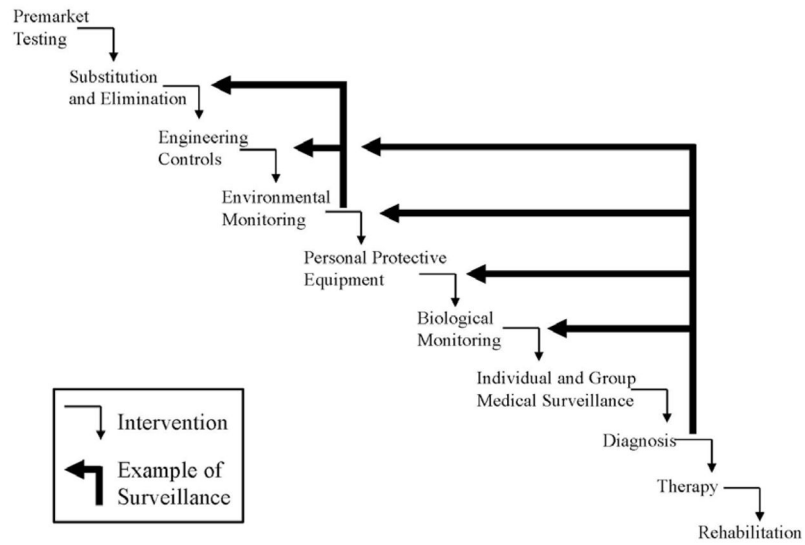 Premarket
Testing
Substitution
and Elimination
Engineering
Controls
Environmental
Monitoring
Personal Protective
Equipment
Biological
Monitoring
Individual and Group
Medical Surveillance
Diagnosis
Therapy
Rehabilitation
Intervention
Example of
Surveillance